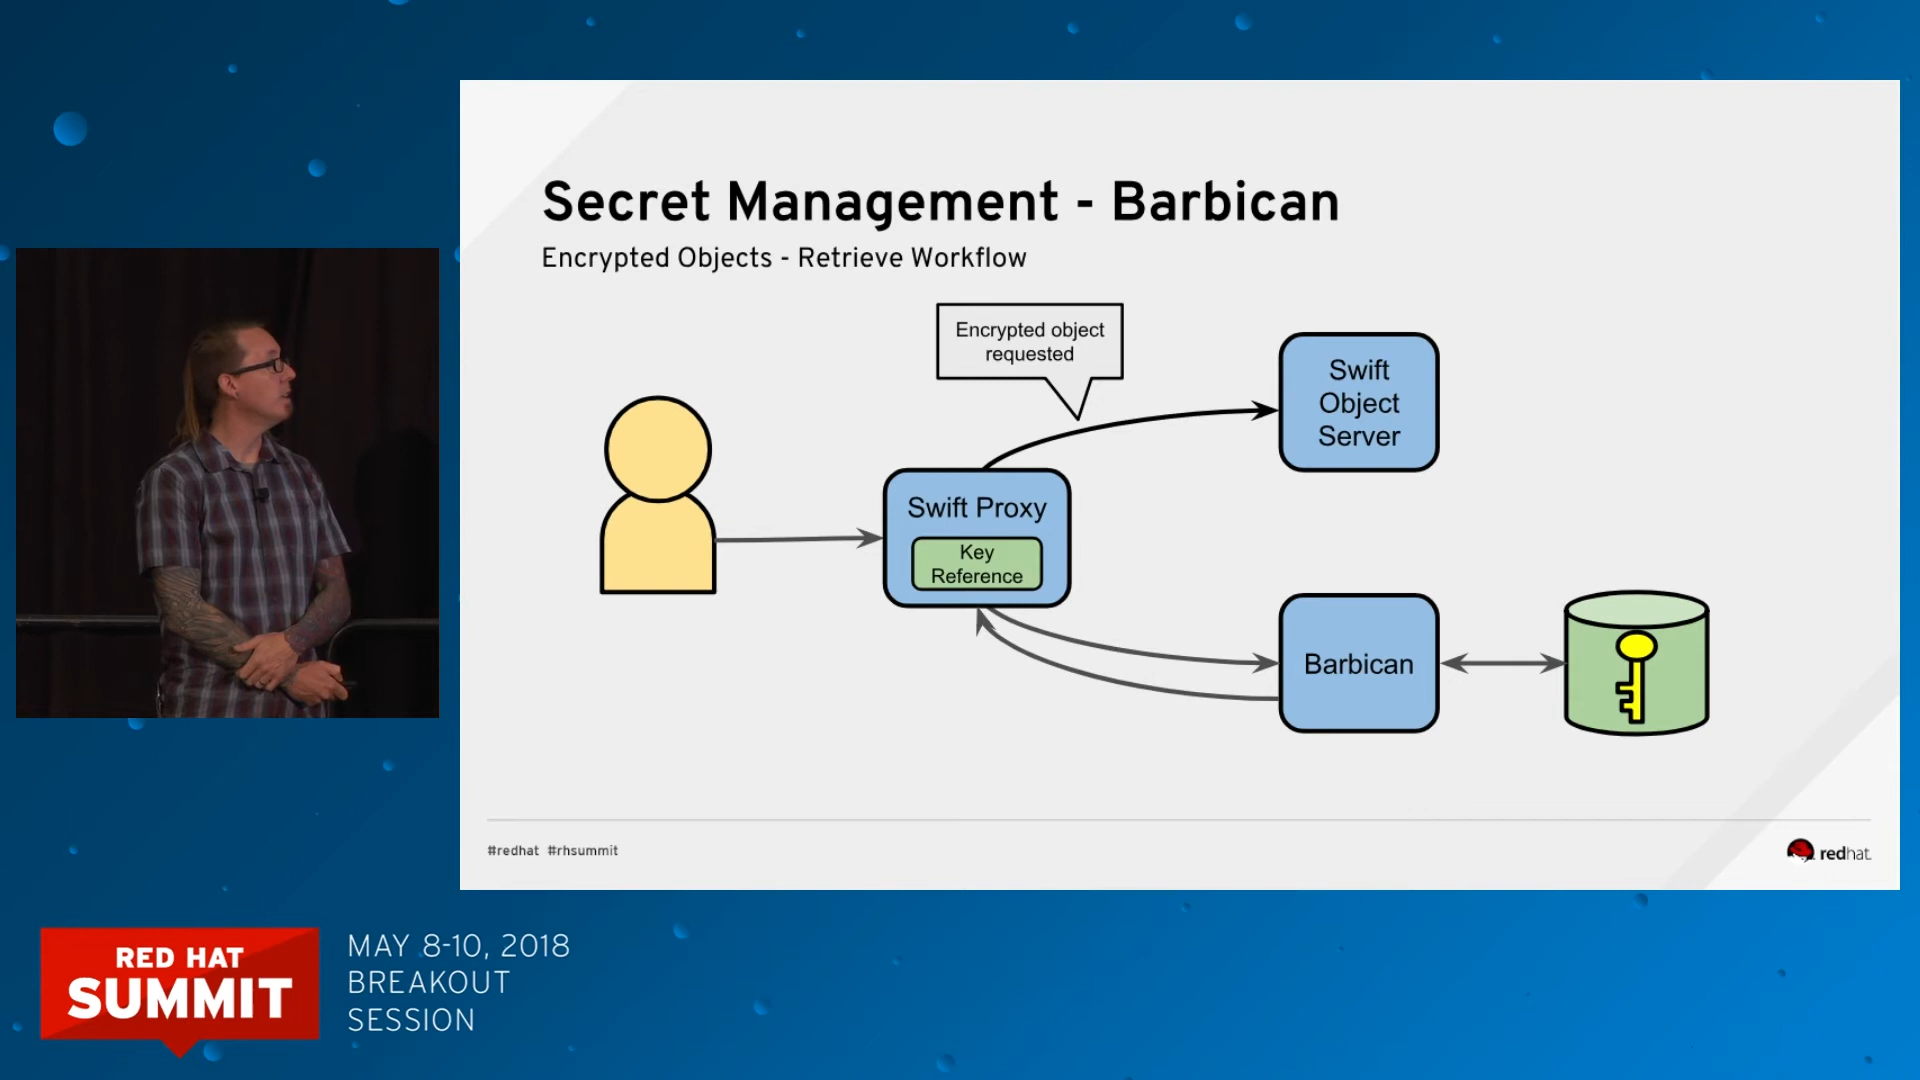 Secret Management - Barbican
Encrypted Objects - Retrieve Workflow
Encrypted object
requested
Swift
Object
Server
Swift Proxy
Key
Reference
Barbican
#redhat #rhsummit
redhat.
RED HAT
SUMMIT
MAY 8-10, 2018
BREAKOUT
SESSION